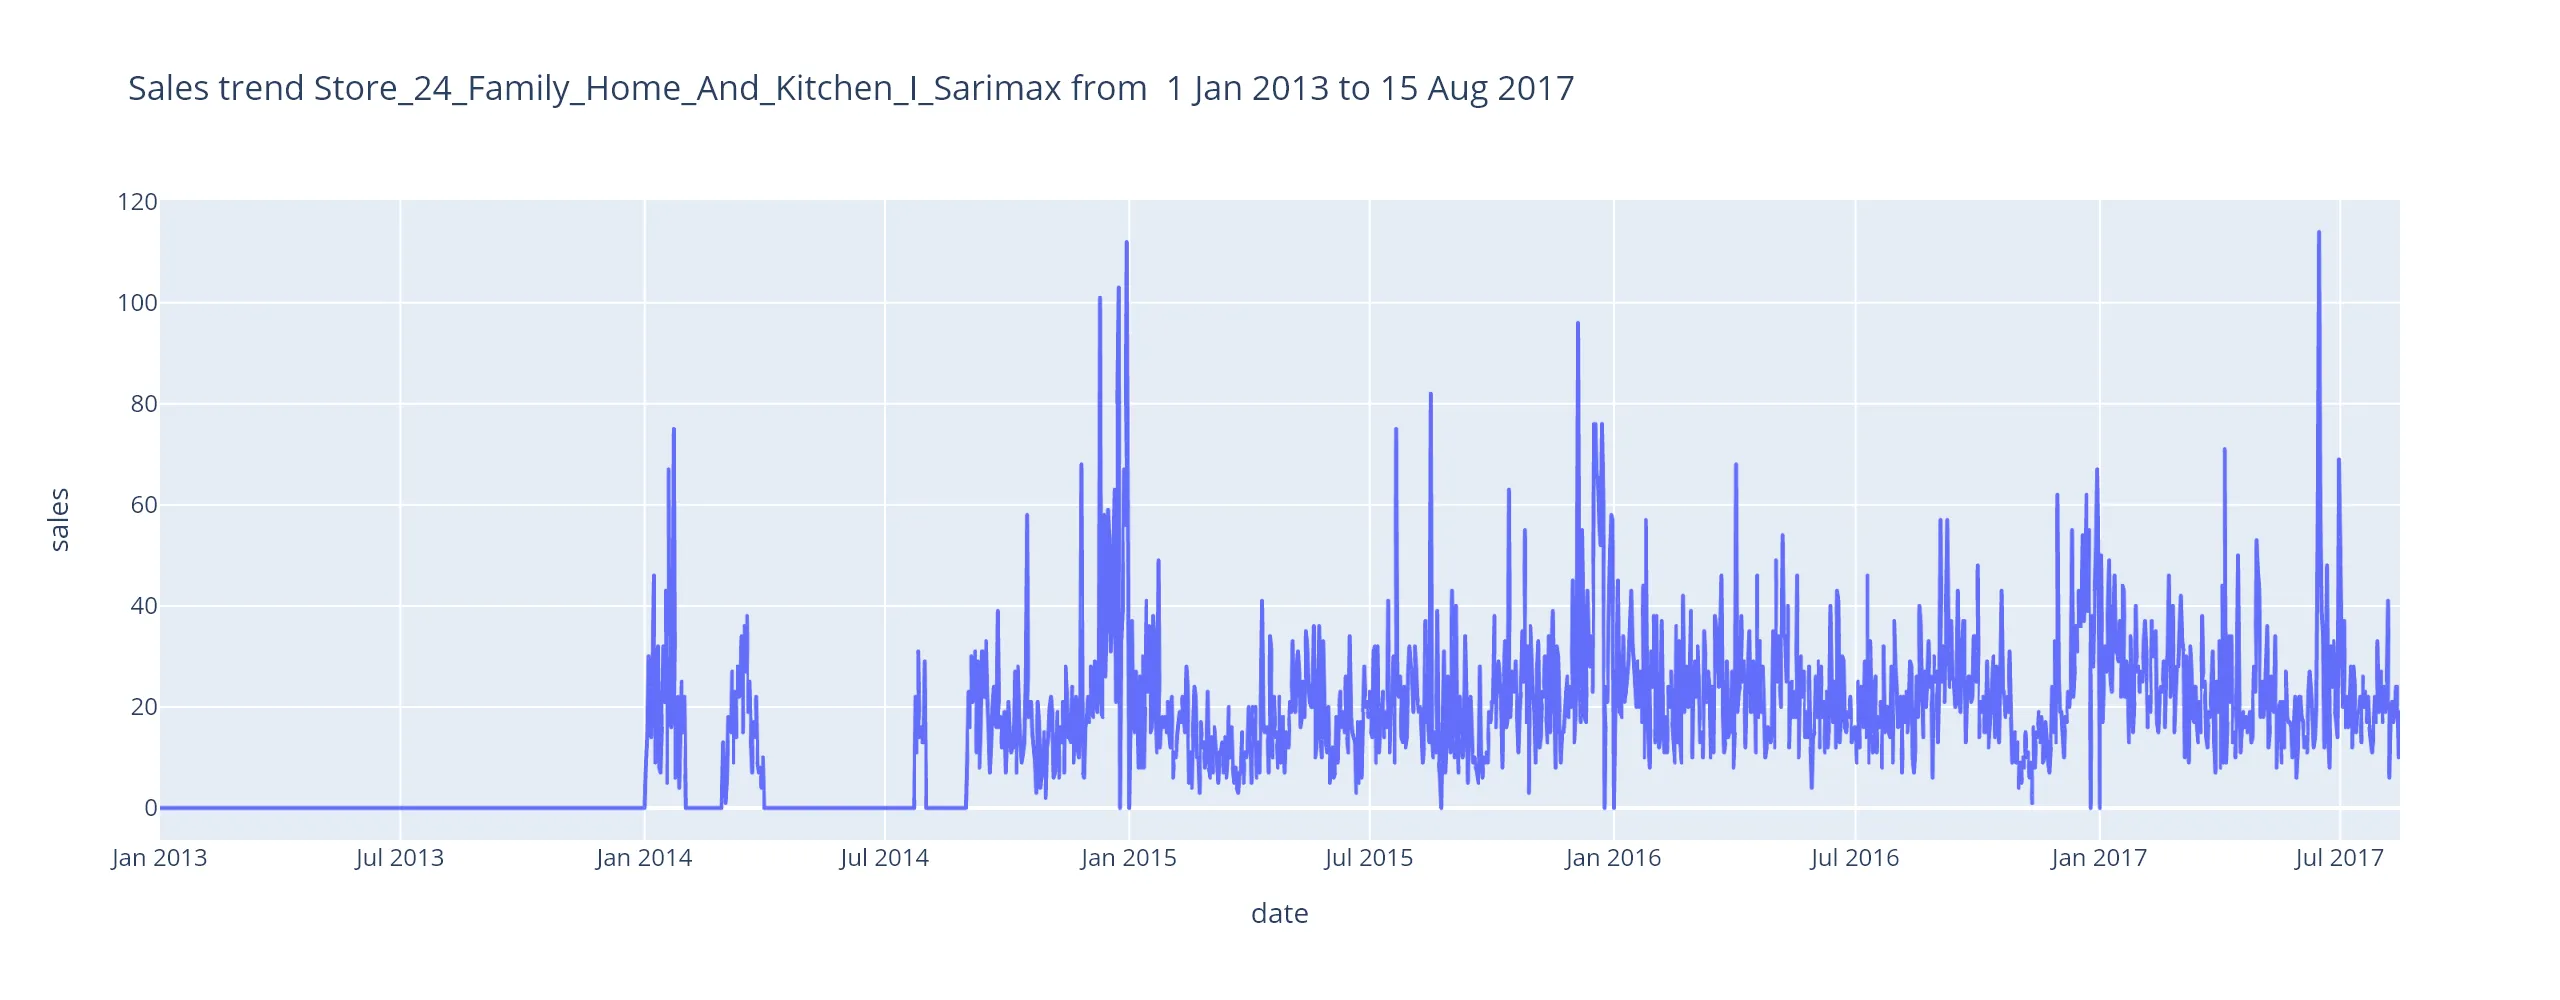 Sales trend Store_24_Family_Home_And_Kitchen_I_Sarimax from  1 Jan 2013 to 15 Aug 2017
120
100
80
60
40
20
0
sales
Jan 2013 Jul 2013 Jan 2014 Jul 2014 Jan 2015 Jul 2015 Jan 2016 Jul 2016 Jan 2017 Jul 2017
date